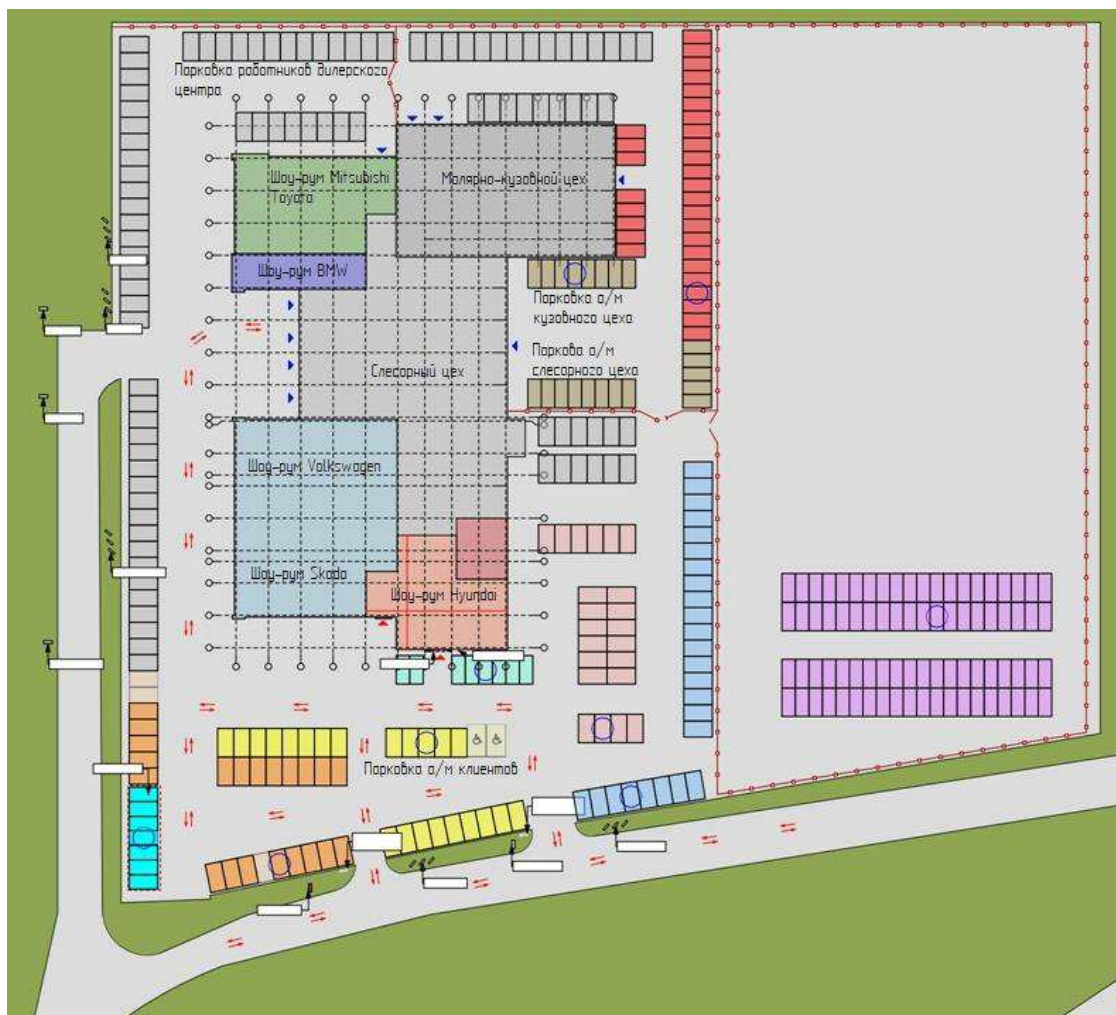 Парковка работников дилерского
центра
Шоу-рум Mitsubishi
Toyota
Малярно-кузовной цех
Шоу-рум BMW
Парковка а/м
кузовного цеха
Паркова а/м
слесарного цеха
Слесарный цех
Шоу-рум Volkswagen
Шоу-рум Skoda
Шоу-рум Hyundai
Парковка а/м клиентов